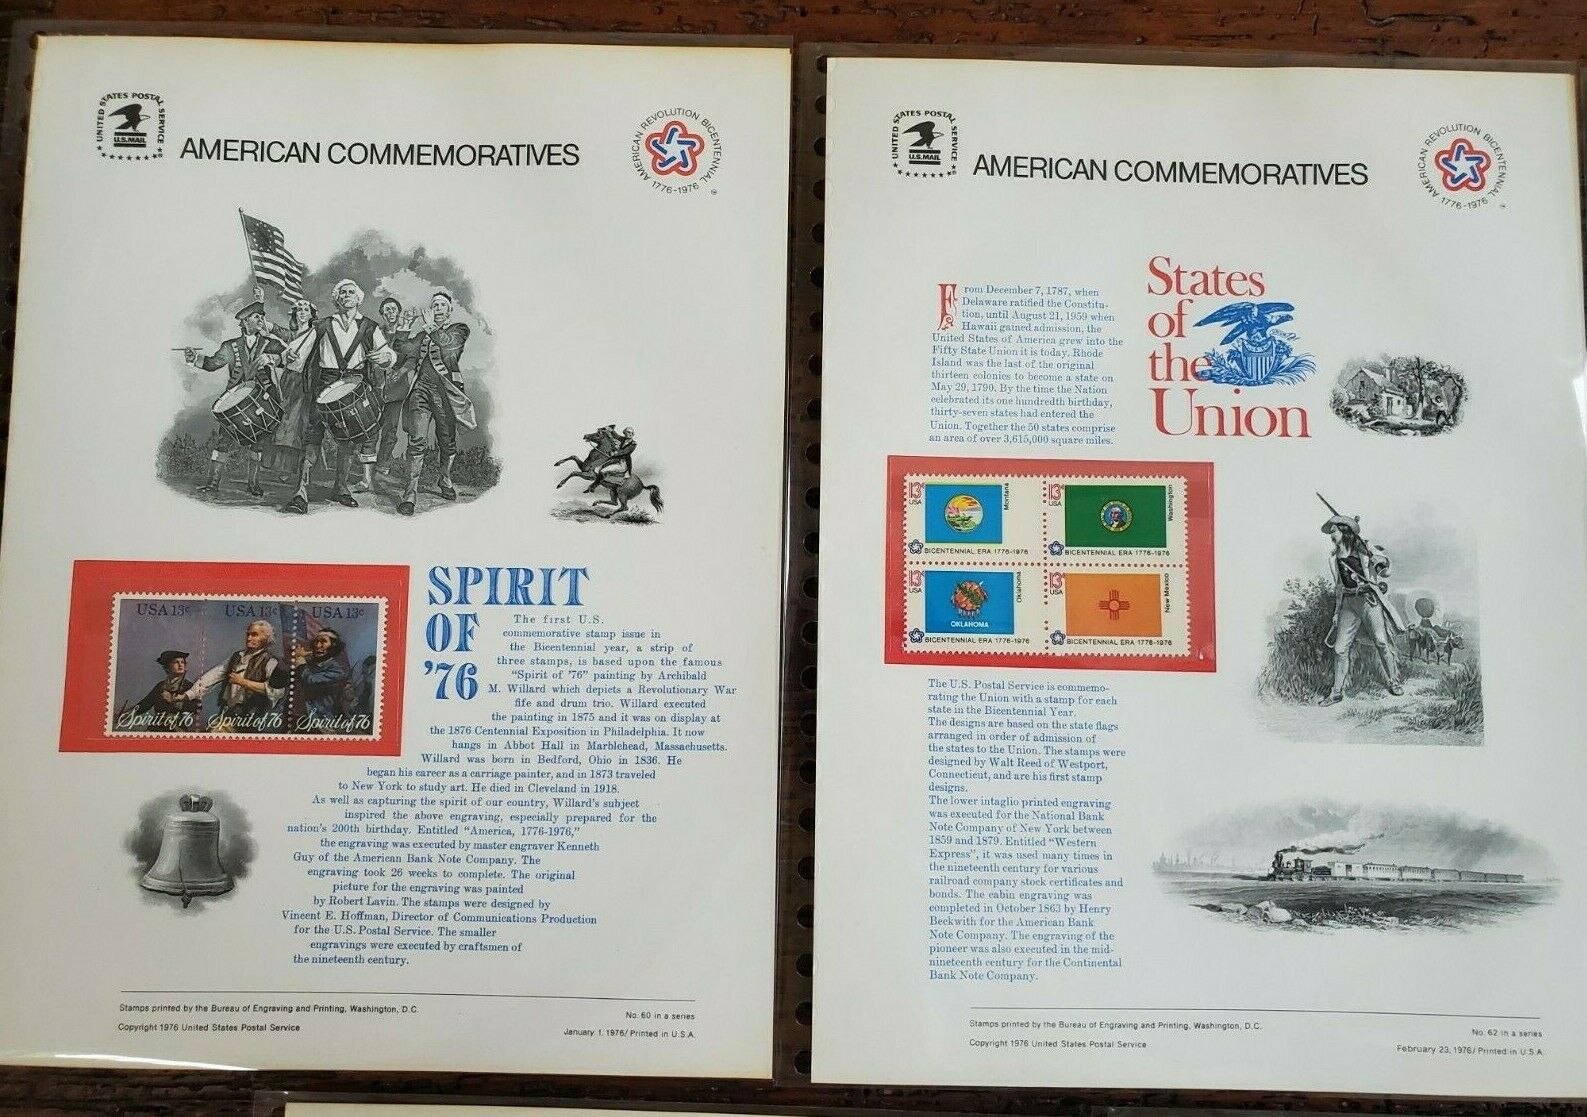 UNITED STATES POSTAL SERVICE
U.S.MAIL
AMERICAN COMMEMORATIVES
AMERICAN REVOLUTION BICENTENNIAL
1776-1976
SPIRIT
OF
'76
USA 13c
USA 13c
USA 13c
Spirit of 76
Spirit of 76
Spirit of 76
The first U.S.
commemorative stamp issue in
the Bicentennial year, a strip of
three stamps, is based upon the famous
"Spirit of '76" painting by Archibald
M. Willard which depicts a Revolutionary War
fife and drum trio. Willard executed
the painting in 1875 and it was on display at
the 1876 Centennial Exposition in Philadelphia. It now
hangs in Abbot Hall in Marblehead, Massachusetts.
Willard was born in Bedford, Ohio in 1836. He
began his career as a carriage painter, and in 1873 traveled
to New York to study art. He died in Cleveland in 1918.
As well as capturing the spirit of our country, Willard's subject
inspired the above engraving, especially prepared for the
nation's 200th birthday. Entitled "America, 1776-1976,"
the engraving was executed by master engraver Kenneth
Guy of the American Bank Note Company. The
engraving took 26 weeks to complete. The original
picture for the engraving was painted
by Robert Lavin. The stamps were designed by
Vincent E. Hoffman, Director of Communications Production
for the U.S. Postal Service. The smaller
engravings were executed by craftsmen of
the nineteenth century.
Stamps printed by the Bureau of Engraving and Printing, Washington, D.C.
Copyright 1976 United States Postal Service
No. 60 in a series
January 1, 1976/ Printed in U.S.A.
UNITED STATES POSTAL SERVICE
U.S.MAIL
AMERICAN COMMEMORATIVES
AMERICAN REVOLUTION BICENTENNIAL
1776-1976
States
of
the
Union
From December 7, 1787, when
Delaware ratified the Constitu-
tion, until August 21, 1959 when
Hawaii gained admission, the
United States of America grew into the
Fifty State Union it is today. Rhode
Island was the last of the original
thirteen colonies to become a state on
May 29, 1790. By the time the Nation
celebrated its one hundredth birthday,
thirty-seven states had entered the
Union. Together the 50 states comprise
an area of over 3,615,000 square miles.
13c
USA
Montana
BICENTENNIAL ERA 1776-1976
13c
USA
Washington
BICENTENNIAL ERA 1776-1976
13c
USA
Oklahoma
OKLAHOMA
BICENTENNIAL ERA 1776-1976
13c
USA
New Mexico
BICENTENNIAL ERA 1776-1976
The U.S. Postal Service is commemo-
rating the Union with a stamp for each
state in the Bicentennial Year.
The designs are based on the state flags
arranged in order of admission of
the states to the Union. The stamps were
designed by Walt Reed of Westport,
Connecticut, and are his first stamp
designs.
The lower intaglio printed engraving
was executed for the National Bank
Note Company of New York between
1859 and 1879. Entitled "Western
Express", it was used many times in
the nineteenth century for various
railroad company stock certificates and
bonds. The cabin engraving was
completed in October 1863 by Henry
Beckwith for the American Bank
Note Company. The engraving of the
pioneer was also executed in the mid-
nineteenth century for the Continental
Bank Note Company.
Stamps printed by the Bureau of Engraving and Printing, Washington, D.C.
Copyright 1976 United States Postal Service
No. 62 in a series
February 23, 1976/ Printed in U.S.A.